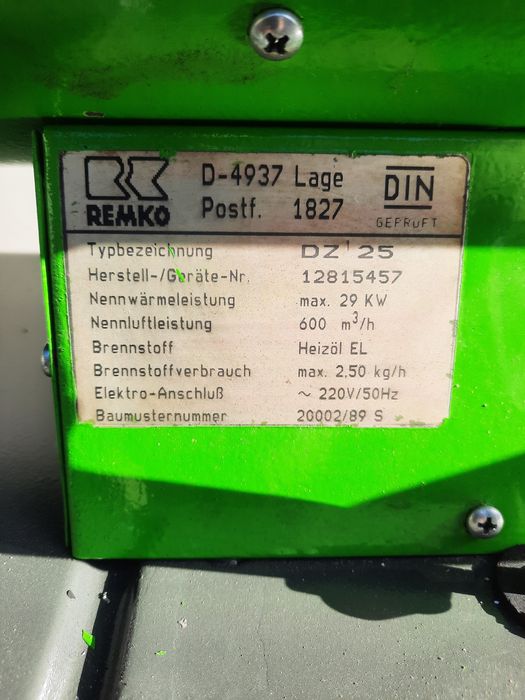 D-4937 Lage
REMKO Postf. 1827
DIN
GEPRüFT
Typbezeichnung DZ 25
Herstell-/Geräte-Nr. 12815457
Nennwärmeleistung max. 29 KW
Nennluftleistung 600 m³/h
Brennstoff Heizöl EL
Brennstoffverbrauch max. 2,50 kg/h
Elektro-Anschluß ~ 220V/50Hz
Baumusternummer 20002/89 S